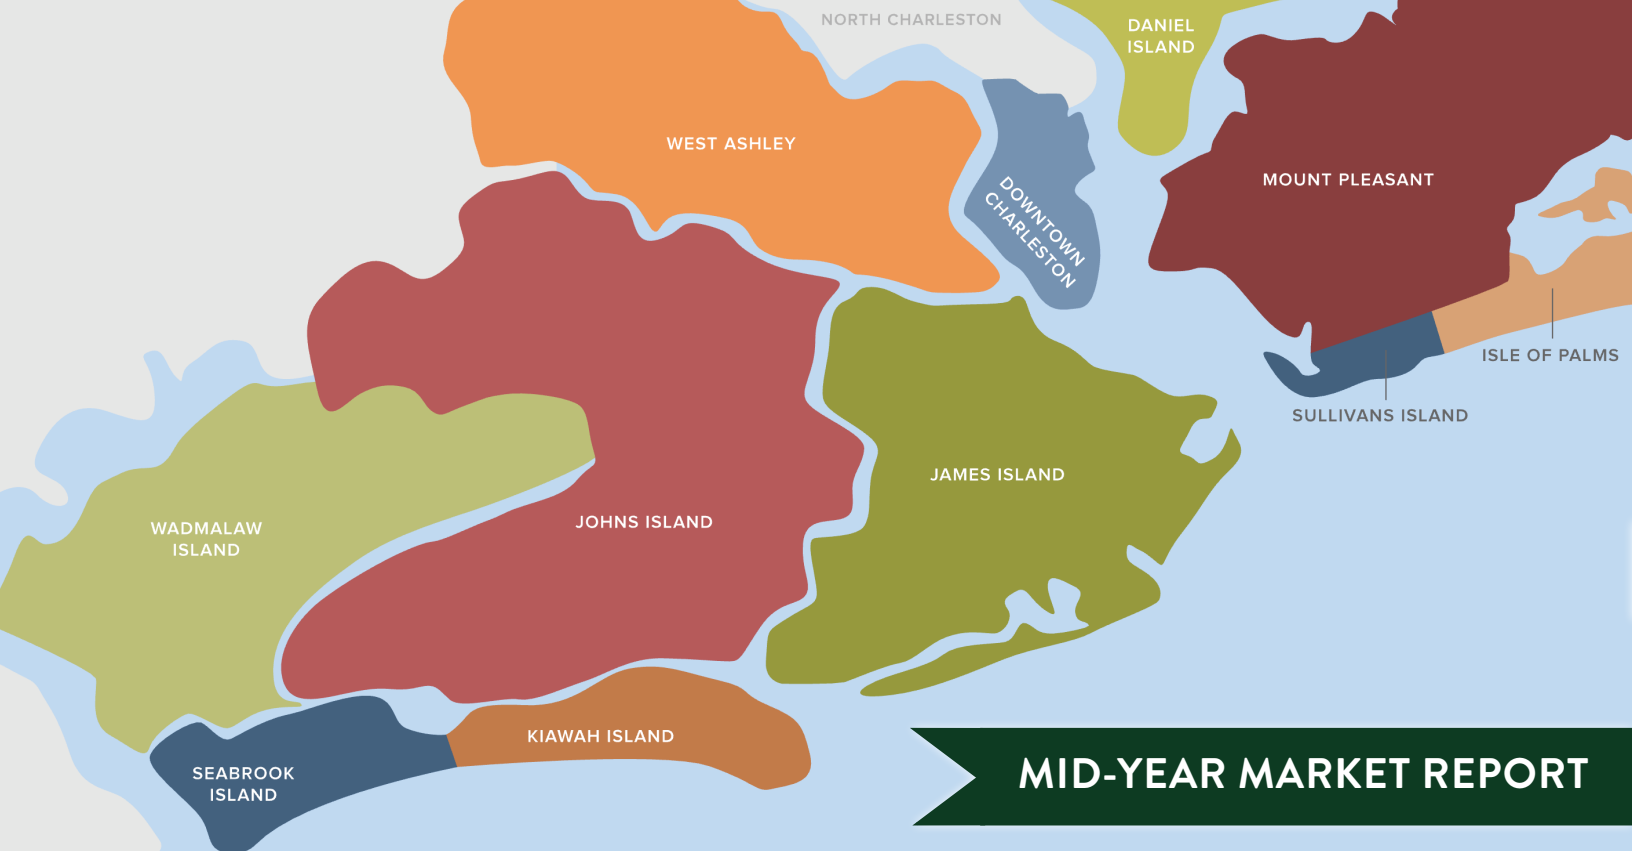 NORTH CHARLESTON
DANIEL
ISLAND
WEST ASHLEY
MOUNT PLEASANT
DOWNTOWN
CHARLESTON
ISLE OF PALMS
SULLIVANS ISLAND
JAMES ISLAND
JOHNS ISLAND
WADMALAW
ISLAND
KIAWAH ISLAND
SEABROOK
ISLAND
MID-YEAR MARKET REPORT